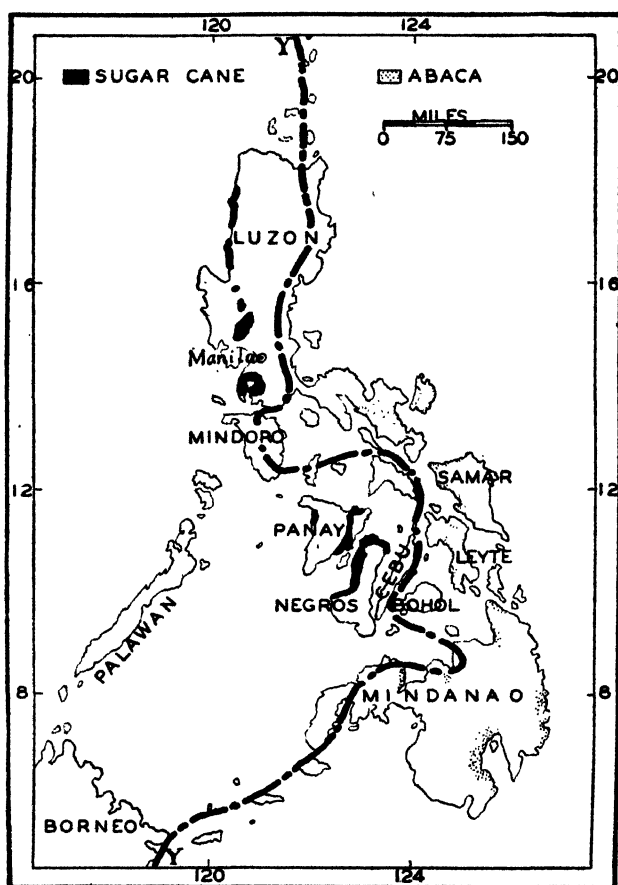 120 124
Y
20 20
SUGAR CANE ABACA
MILES
0 75 150
LUZON
16 16
Manila
MINDORO
SAMAR
12 12
PANAY
LEYTE
CEBU
NEGROS BOHOL
PALAWAN
8 MINDANAO 8
BORNEO
Y
120 124